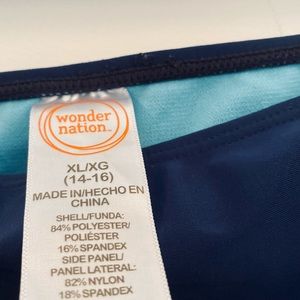 wonder
nation™
XL/XG
(14-16)
MADE IN/HECHO EN
CHINA
SHELL/FUNDA:
84% POLYESTER/
POLIÉSTER
16% SPANDEX
SIDE PANEL/
PANEL LATERAL:
82% NYLON
18% SPANDEX